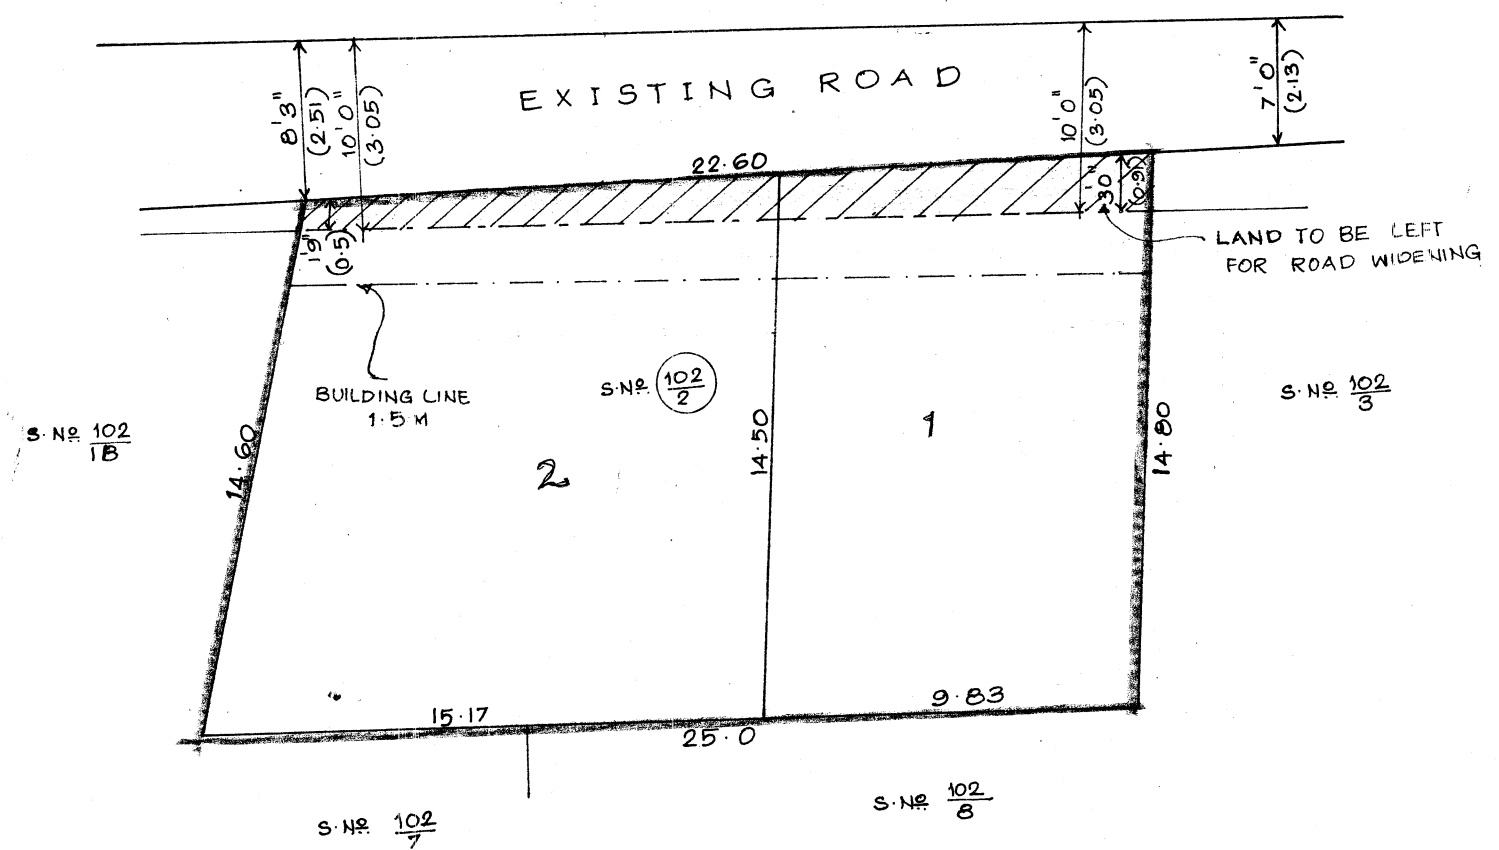 EXISTING ROAD
8'3"
(2.51)
10'0"
(3.05)
10'0"
(3.05)
7'0"
(2.13)
22.60
1'9"
(0.5)
(0.91)
LAND TO BE LEFT
FOR ROAD WIDENING
BUILDING LINE
1.5 M
S.Nº 102/2
S.Nº 102/3
S.Nº 102/1B
14.60
14.50
14.80
2
1
15.17
9.83
25.0
S.Nº 102/7
S.Nº 102/8